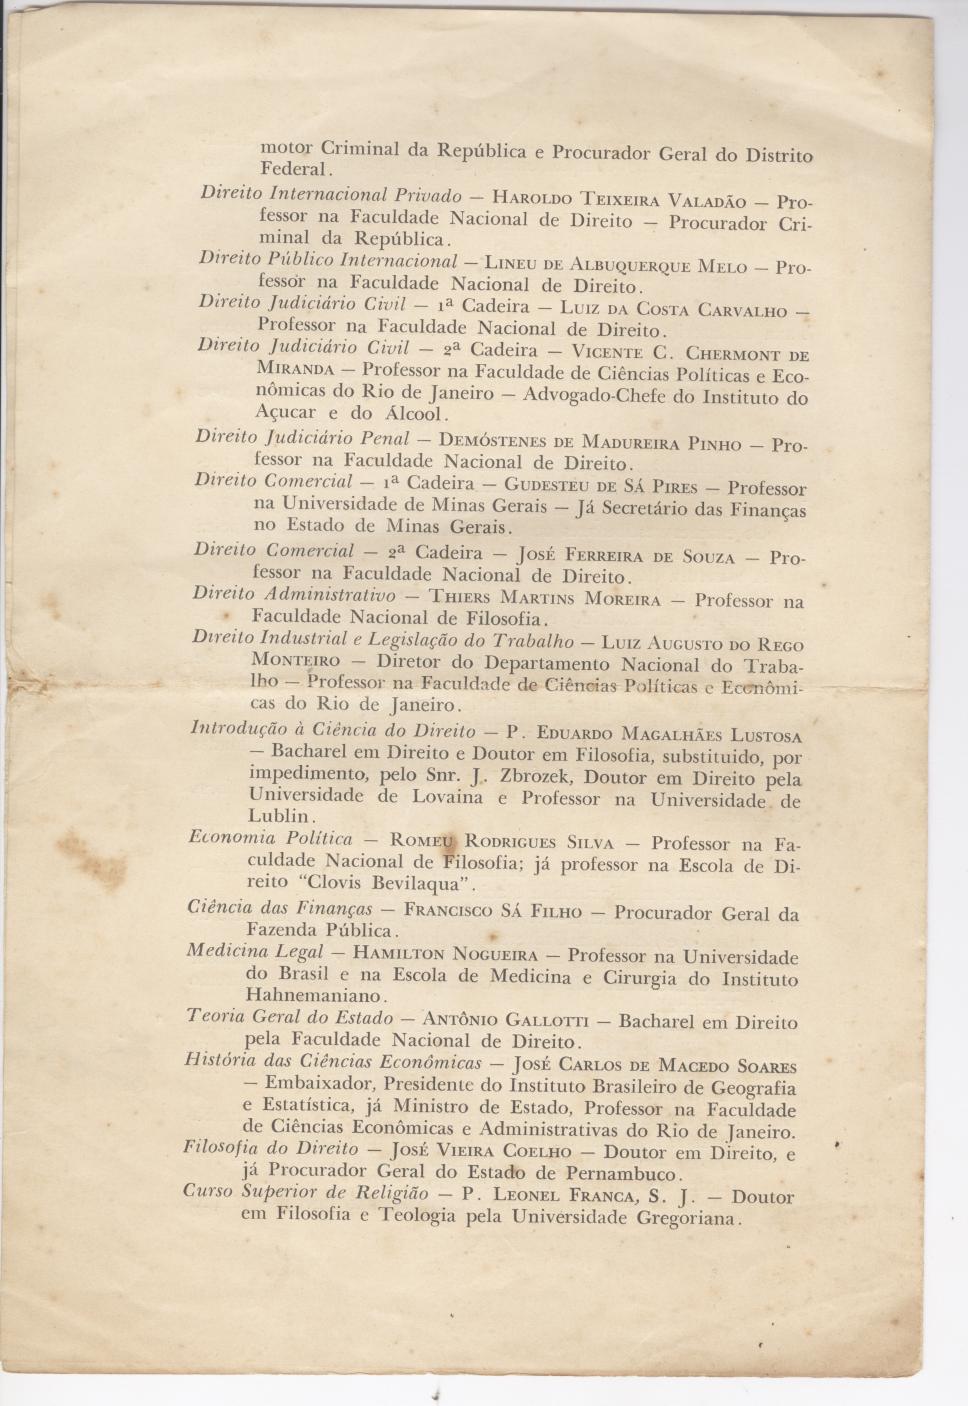 motor Criminal da República e Procurador Geral do Distrito
Federal.
Direito Internacional Privado — Haroldo Teixeira Valadão — Pro-
fessor na Faculdade Nacional de Direito — Procurador Cri-
minal da República.
Direito Público Internacional — Lineu de Albuquerque Melo — Pro-
fessor na Faculdade Nacional de Direito.
Direito Judiciário Civil — 1ª Cadeira — Luiz da Costa Carvalho —
Professor na Faculdade Nacional de Direito.
Direito Judiciário Civil — 2ª Cadeira — Vicente C. Chermont de
Miranda — Professor na Faculdade de Ciências Políticas e Eco-
nômicas do Rio de Janeiro — Advogado-Chefe do Instituto do
Açucar e do Álcool.
Direito Judiciário Penal — Demóstenes de Madureira Pinho — Pro-
fessor na Faculdade Nacional de Direito.
Direito Comercial — 1ª Cadeira — Gudesteu de Sá Pires — Professor
na Universidade de Minas Gerais — Já Secretário das Finanças
no Estado de Minas Gerais.
Direito Comercial — 2ª Cadeira — José Ferreira de Souza — Pro-
fessor na Faculdade Nacional de Direito.
Direito Administrativo — Thiers Martins Moreira — Professor na
Faculdade Nacional de Filosofia.
Direito Industrial e Legislação do Trabalho — Luiz Augusto do Rego
Monteiro — Diretor do Departamento Nacional do Traba-
lho — Professor na Faculdade de Ciências Políticas e Econômi-
cas do Rio de Janeiro.
Introdução à Ciência do Direito — P. Eduardo Magalhães Lustosa
— Bacharel em Direito e Doutor em Filosofia, substituido, por
impedimento, pelo Snr. J. Zbrozek, Doutor em Direito pela
Universidade de Lovaina e Professor na Universidade de
Lublin.
Economia Política — Romeu Rodrigues Silva — Professor na Fa-
culdade Nacional de Filosofia; já professor na Escola de Di-
reito "Clovis Bevilaqua".
Ciência das Finanças — Francisco Sá Filho — Procurador Geral da
Fazenda Pública.
Medicina Legal — Hamilton Nogueira — Professor na Universidade
do Brasil e na Escola de Medicina e Cirurgia do Instituto
Hahnemaniano.
Teoria Geral do Estado — Antônio Gallotti — Bacharel em Direito
pela Faculdade Nacional de Direito.
História das Ciências Econômicas — José Carlos de Macedo Soares
— Embaixador, Presidente do Instituto Brasileiro de Geografia
e Estatística, já Ministro de Estado, Professor na Faculdade
de Ciências Econômicas e Administrativas do Rio de Janeiro.
Filosofia do Direito — José Vieira Coelho — Doutor em Direito, e
já Procurador Geral do Estado de Pernambuco.
Curso Superior de Religião — P. Leonel Franca, S. J. — Doutor
em Filosofia e Teologia pela Universidade Gregoriana.